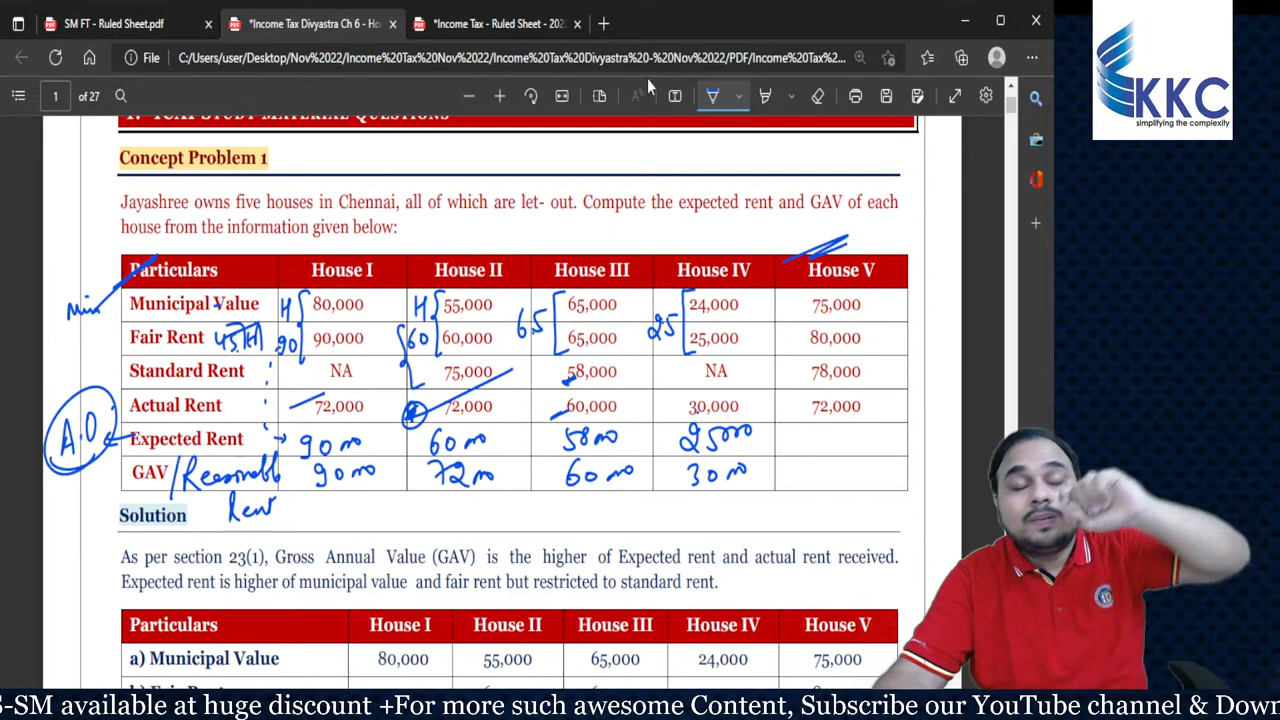 SM FT - Ruled Sheet.pdf
*Income Tax Divyastra Ch 6 - Ho
*Income Tax - Ruled Sheet - 202
File C:/Users/user/Desktop/Nov%2022/Income%20Tax%20Nov%2022/Income%20Tax%20Divyastra%20-%20Nov%2022/PDF/Income%20Tax%2...
1 of 27
KKC
simplifying the complexity
1. ICAI STUDY MATERIAL QUESTIONS
Concept Problem 1
Jayashree owns five houses in Chennai, all of which are let- out. Compute the expected rent and GAV of each
house from the information given below:
Particulars House I House II House III House IV House V
Municipal Value H 80,000 H 55,000 65,000 24,000 75,000
Fair Rent 90 90,000 60 60,000 65 65,000 25 25,000 80,000
Standard Rent NA 75,000 58,000 NA 78,000
Actual Rent 72,000 72,000 60,000 30,000 72,000
A.O Expected Rent 90 60 58 25
GAV /Reasonable 90 72 60 30
Rent
Solution
As per section 23(1), Gross Annual Value (GAV) is the higher of Expected rent and actual rent received.
Expected rent is higher of municipal value and fair rent but restricted to standard rent.
Particulars House I House II House III House IV House V
a) Municipal Value 80,000 55,000 65,000 24,000 75,000
S-SM available at huge discount +For more such awesome Content, Subscribe our YouTube channel & Down